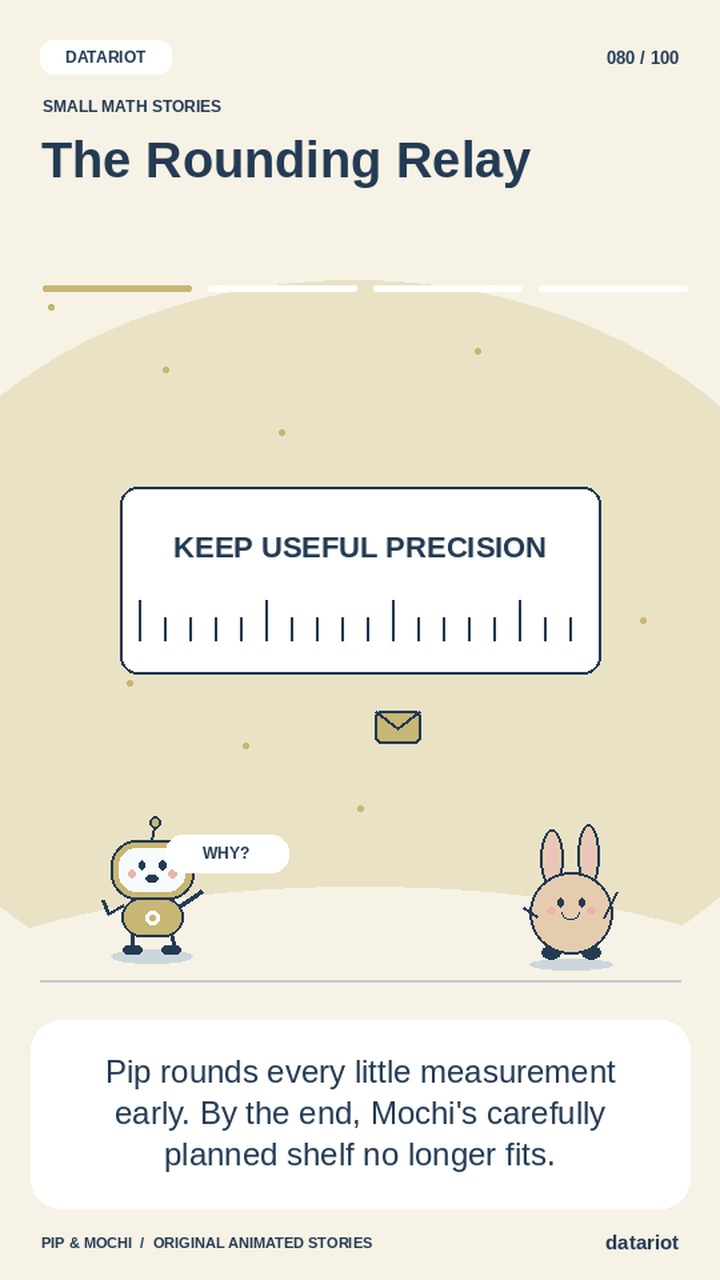 DATARIOT
080 / 100
SMALL MATH STORIES
The Rounding Relay
KEEP USEFUL PRECISION
WHY?
Pip rounds every little measurement
early. By the end, Mochi's carefully
planned shelf no longer fits.
PIP & MOCHI / ORIGINAL ANIMATED STORIES
datariot